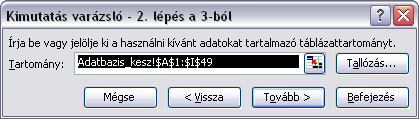 Kimutatás varázsló - 2. lépés a 3-ból
Írja be vagy jelölje ki a használni kívánt adatokat tartalmazó táblázattartományt.
Tartomány: Adatbazis_kesz!$A$1:$I$49 Tallózás...
Mégse < Vissza Tovább > Befejezés